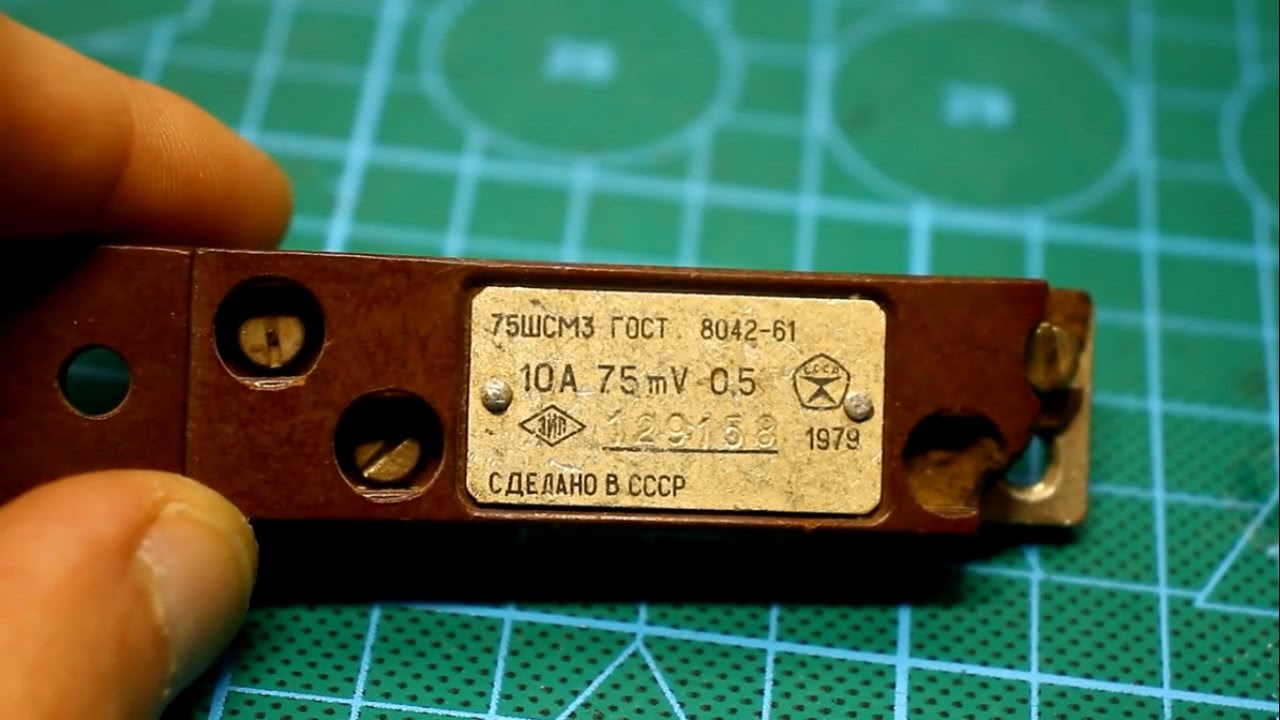 75ШСМ3 ГОСТ 8042-61
10А 75mV 0,5 СССР
ЗИП 129158 1979
СДЕЛАНО В СССР